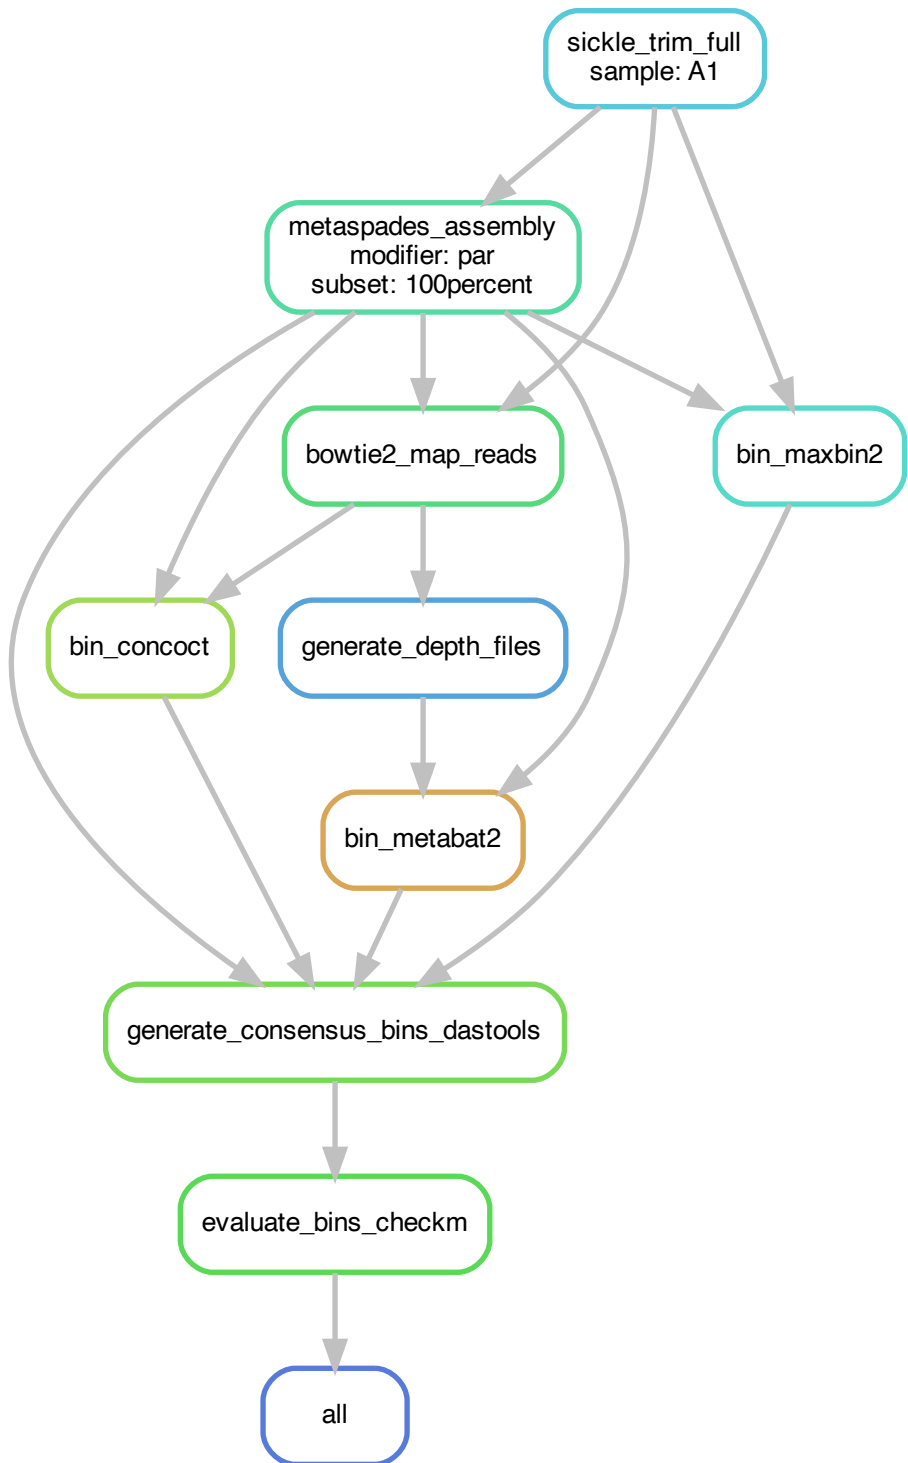 sickle_trim_full
sample: A1
metaspades_assembly
modifier: par
subset: 100percent
bowtie2_map_reads
bin_maxbin2
bin_concoct
generate_depth_files
bin_metabat2
generate_consensus_bins_dastools
evaluate_bins_checkm
all